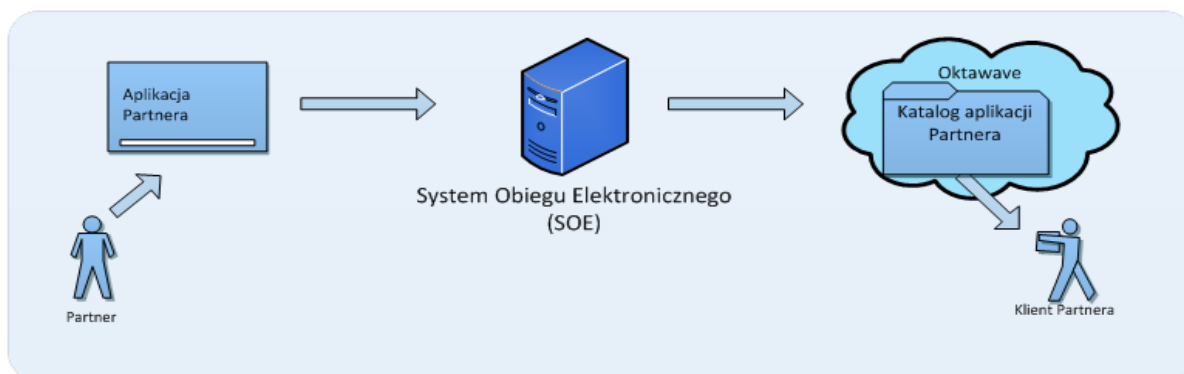 Aplikacja
Partnera
Partner
System Obiegu Elektronicznego
(SOE)
Oktawave
Katalog aplikacji
Partnera
Klient Partnera